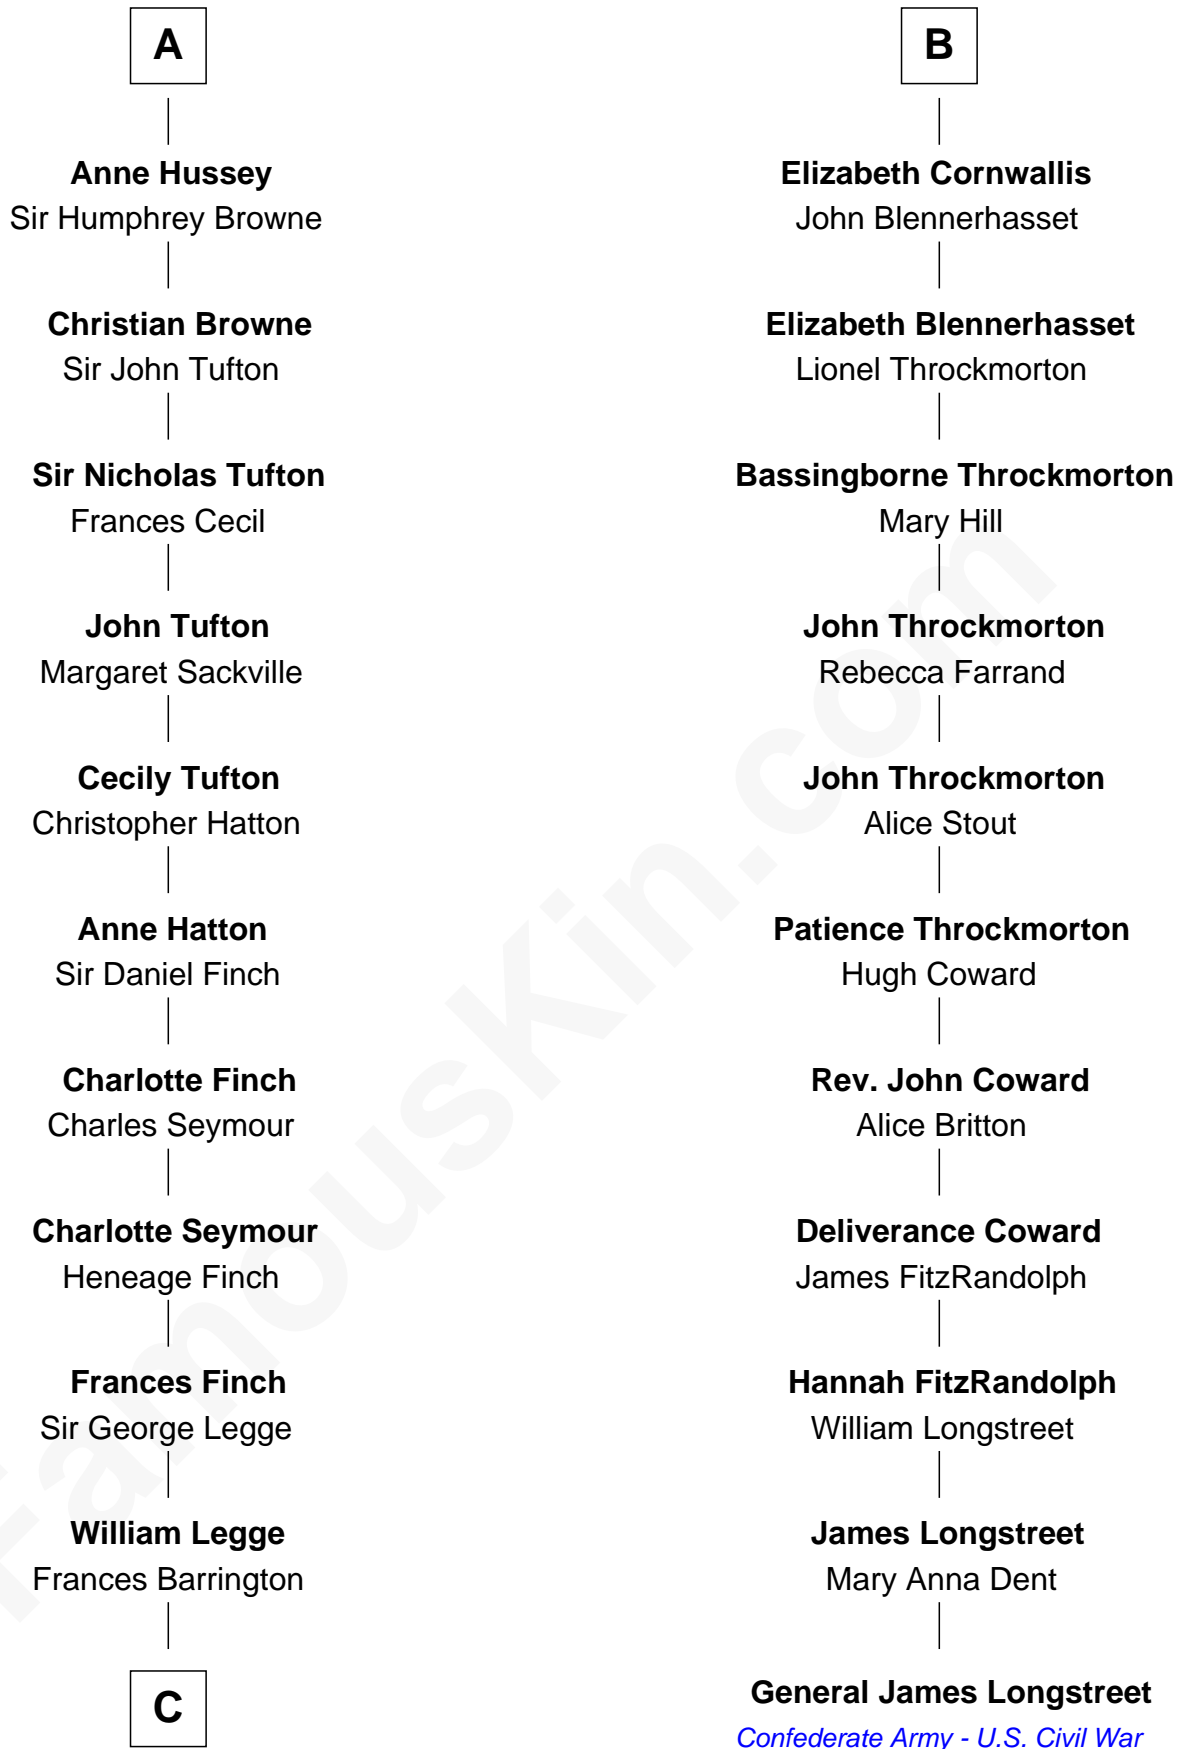 A
Anne Hussey
Sir Humphrey Browne
Christian Browne
Sir John Tufton
Sir Nicholas Tufton
Frances Cecil
John Tufton
Margaret Sackville
Cecily Tufton
Christopher Hatton
Anne Hatton
Sir Daniel Finch
Charlotte Finch
Charles Seymour
Charlotte Seymour
Heneage Finch
Frances Finch
Sir George Legge
William Legge
Frances Barrington
C
B
Elizabeth Cornwallis
John Blennerhasset
Elizabeth Blennerhasset
Lionel Throckmorton
Bassingborne Throckmorton
Mary Hill
John Throckmorton
Rebecca Farrand
John Throckmorton
Alice Stout
Patience Throckmorton
Hugh Coward
Rev. John Coward
Alice Britton
Deliverance Coward
James FitzRandolph
Hannah FitzRandolph
William Longstreet
James Longstreet
Mary Anna Dent
General James Longstreet
Confederate Army - U.S. Civil War
FamousKin.com